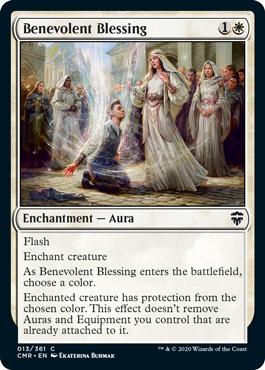 Benevolent Blessing 1
Enchantment — Aura
Flash
Enchant creature
As Benevolent Blessing enters the battlefield,
choose a color.
Enchanted creature has protection from the
chosen color. This effect doesn't remove
Auras and Equipment you control that are
already attached to it.
013/361 C
CMR • EN Ekaterina Burmak
™ & © 2020 Wizards of the Coast